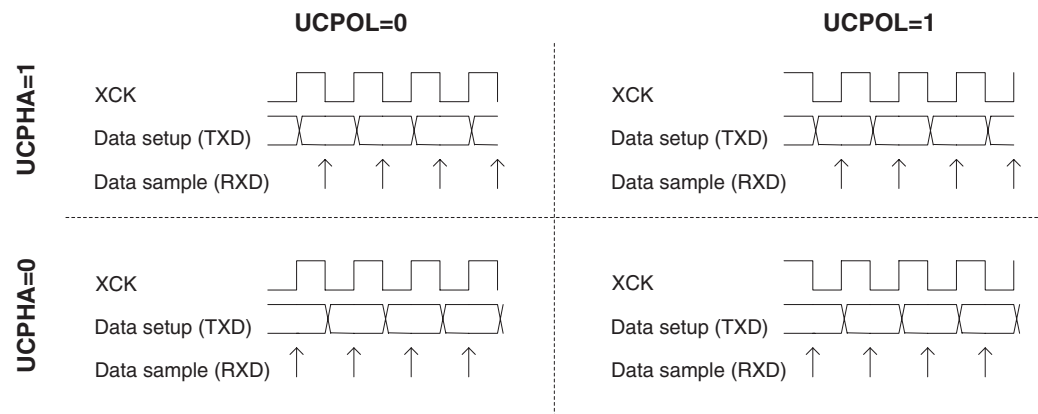 UCPOL=0
UCPOL=1
UCPHA=1
XCK
Data setup (TXD)
Data sample (RXD)
XCK
Data setup (TXD)
Data sample (RXD)
UCPHA=0
XCK
Data setup (TXD)
Data sample (RXD)
XCK
Data setup (TXD)
Data sample (RXD)